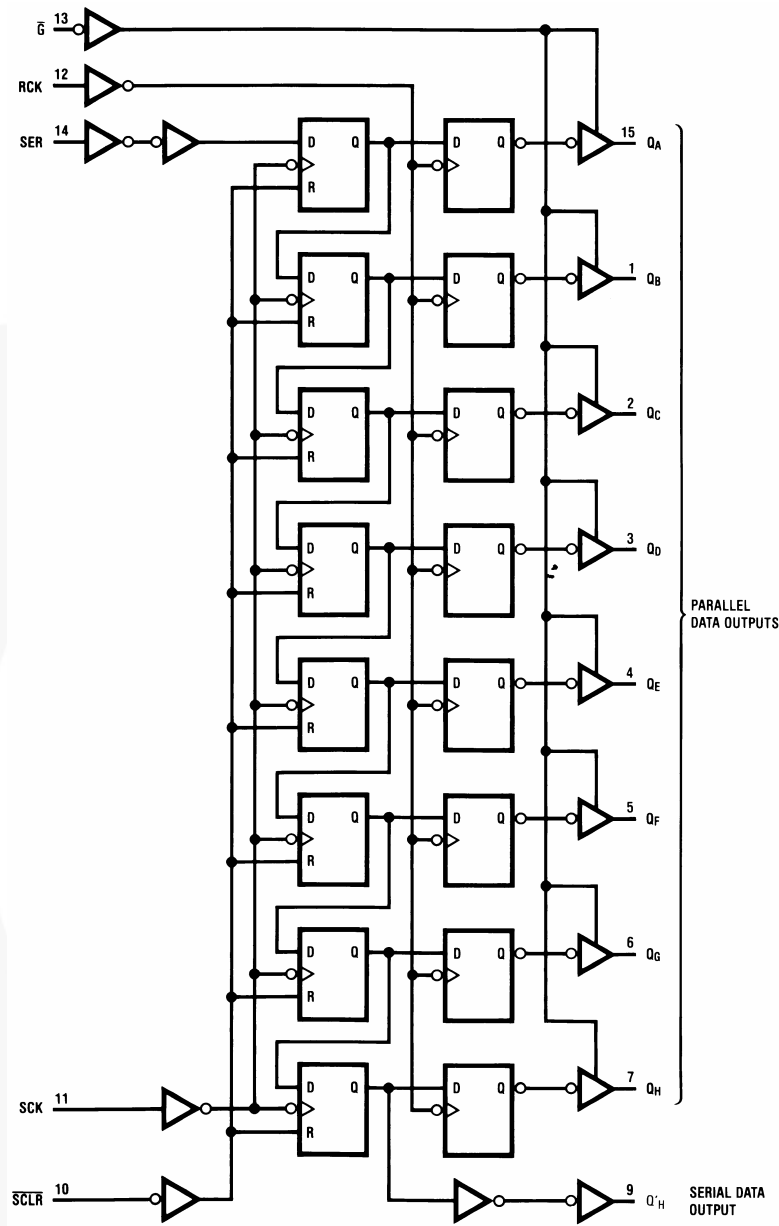 G 13
RCK 12
SER 14
D Q D Q 15 QA
R
D Q D Q 1 QB
R
D Q D Q 2 QC
R
D Q D Q 3 QD
R
PARALLEL
DATA OUTPUTS
D Q D Q 4 QE
R
D Q D Q 5 QF
R
D Q D Q 6 QG
R
D Q D Q 7 QH
SCK 11
R
SCLR 10
9 Q'H SERIAL DATA
OUTPUT